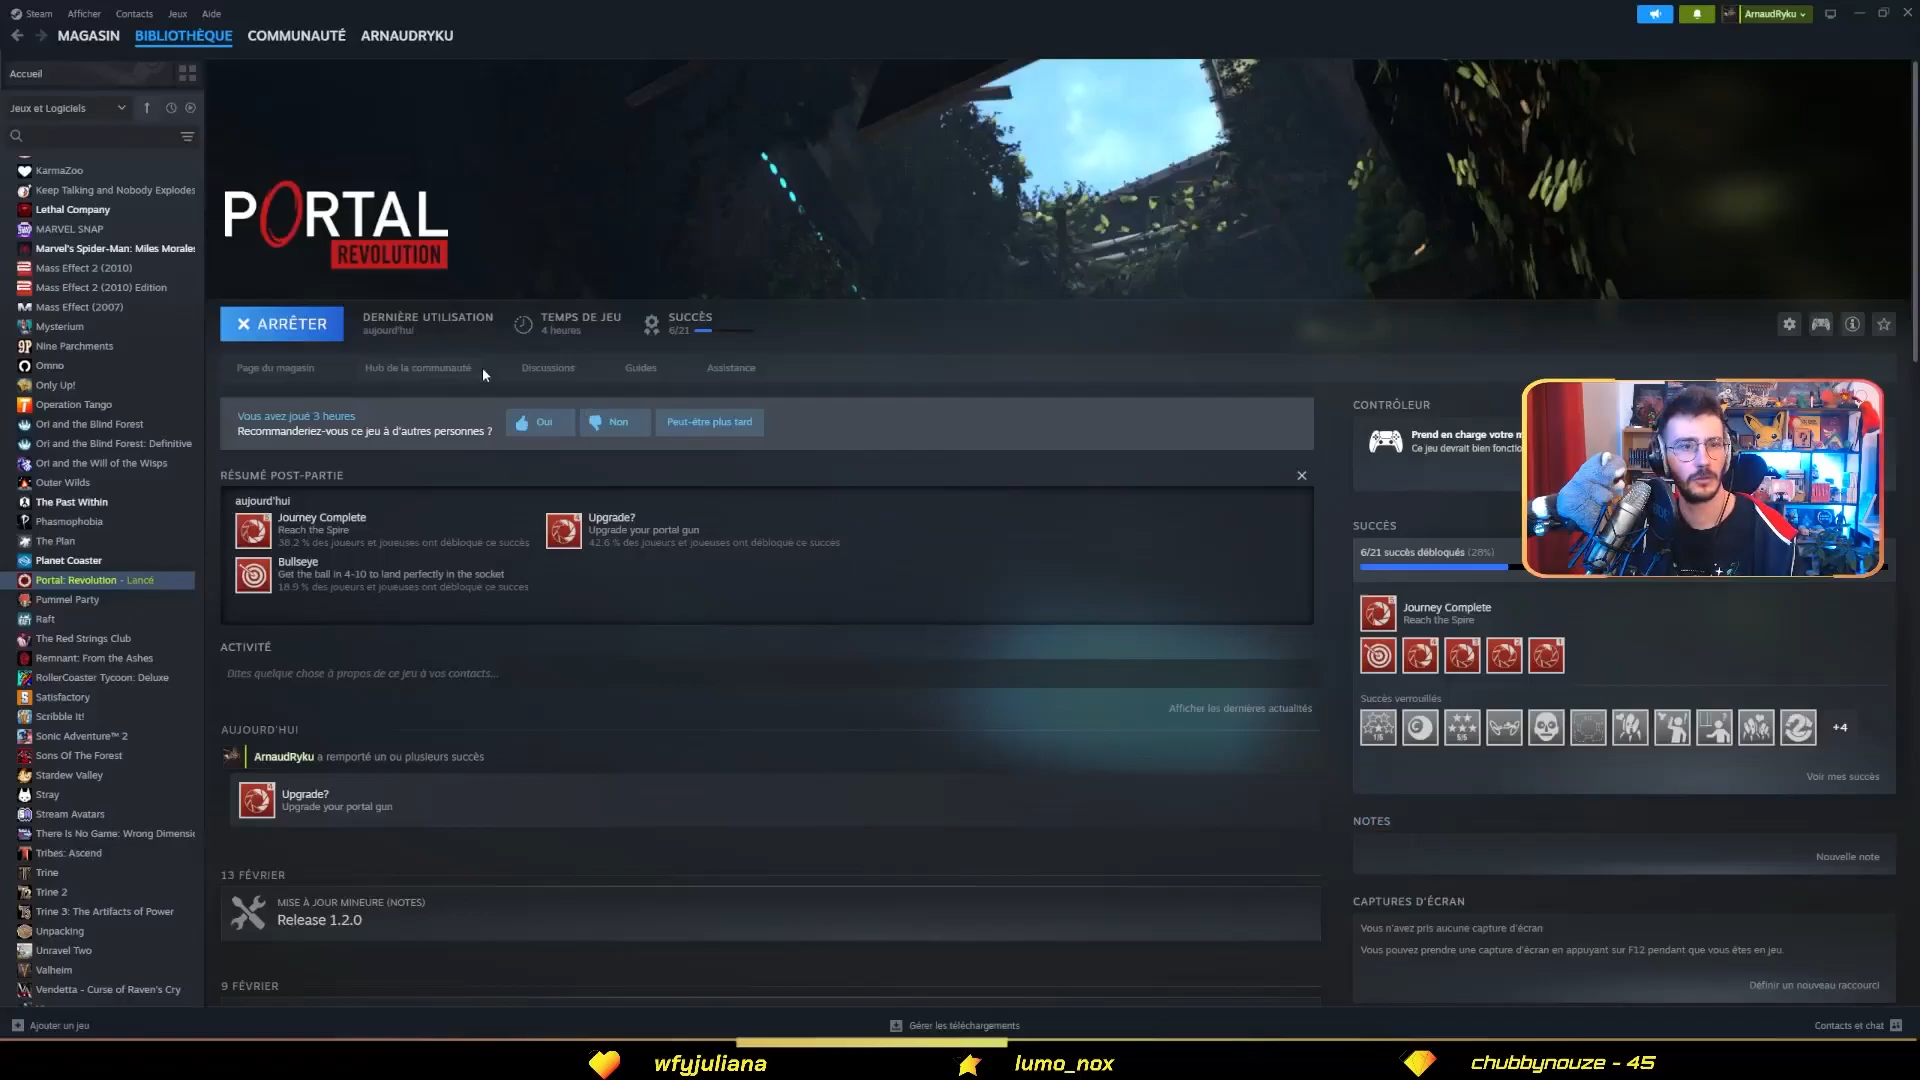 Steam Afficher Contacts Jeux Aide
ArnaudRyku
MAGASIN BIBLIOTHÈQUE COMMUNAUTÉ ARNAUDRYKU
Accueil
Jeux et Logiciels
KarmaZoo
Keep Talking and Nobody Explodes
Lethal Company
MARVEL SNAP
Marvel's Spider-Man: Miles Morales
Mass Effect 2 (2010)
Mass Effect 2 (2010) Edition
Mass Effect (2007)
Mysterium
Nine Parchments
Omno
Only Up!
Operation Tango
Ori and the Blind Forest
Ori and the Blind Forest: Definitive
Ori and the Will of the Wisps
Outer Wilds
The Past Within
Phasmophobia
The Plan
Planet Coaster
Portal: Revolution - Lancé
Pummel Party
Raft
The Red Strings Club
Remnant: From the Ashes
RollerCoaster Tycoon: Deluxe
Satisfactory
Scribble It!
Sonic Adventure™ 2
Sons Of The Forest
Stardew Valley
Stray
Stream Avatars
There Is No Game: Wrong Dimensio
Tribes: Ascend
Trine
Trine 2
Trine 3: The Artifacts of Power
Unpacking
Unravel Two
Valheim
Vendetta - Curse of Raven's Cry
Ajouter un jeu
PORTAL
REVOLUTION
ARRÊTER
DERNIÈRE UTILISATION
aujourd'hui
TEMPS DE JEU
4 heures
SUCCÈS
6/21
Page du magasin Hub de la communauté Discussions Guides Assistance
Vous avez joué 3 heures
Recommanderiez-vous ce jeu à d'autres personnes ?
Oui Non Peut-être plus tard
RÉSUMÉ POST-PARTIE
aujourd'hui
Journey Complete
Reach the Spire
38.2 % des joueurs et joueuses ont débloqué ce succès
Upgrade?
Upgrade your portal gun
42.6 % des joueurs et joueuses ont débloqué ce succès
Bullseye
Get the ball in 4-10 to land perfectly in the socket
18.9 % des joueurs et joueuses ont débloqué ce succès
ACTIVITÉ
Dites quelque chose à propos de ce jeu à vos contacts...
Afficher les dernières actualités
AUJOURD'HUI
ArnaudRyku a remporté un ou plusieurs succès
Upgrade?
Upgrade your portal gun
13 FÉVRIER
MISE À JOUR MINEURE (NOTES)
Release 1.2.0
9 FÉVRIER
CONTRÔLEUR
Prend en charge votre m
Ce jeu devrait bien fonctio
SUCCÈS
6/21 succès débloqués (28%)
Journey Complete
Reach the Spire
Succès verrouillés
1/5
5/5
+4
Voir mes succès
NOTES
Nouvelle note
CAPTURES D'ÉCRAN
Vous n'avez pris aucune capture d'écran
Vous pouvez prendre une capture d'écran en appuyant sur F12 pendant que vous êtes en jeu.
Définir un nouveau raccourci
Gérer les téléchargements
Contacts et chat
wfyjuliana
lumo_nox
chubbynouze - 45